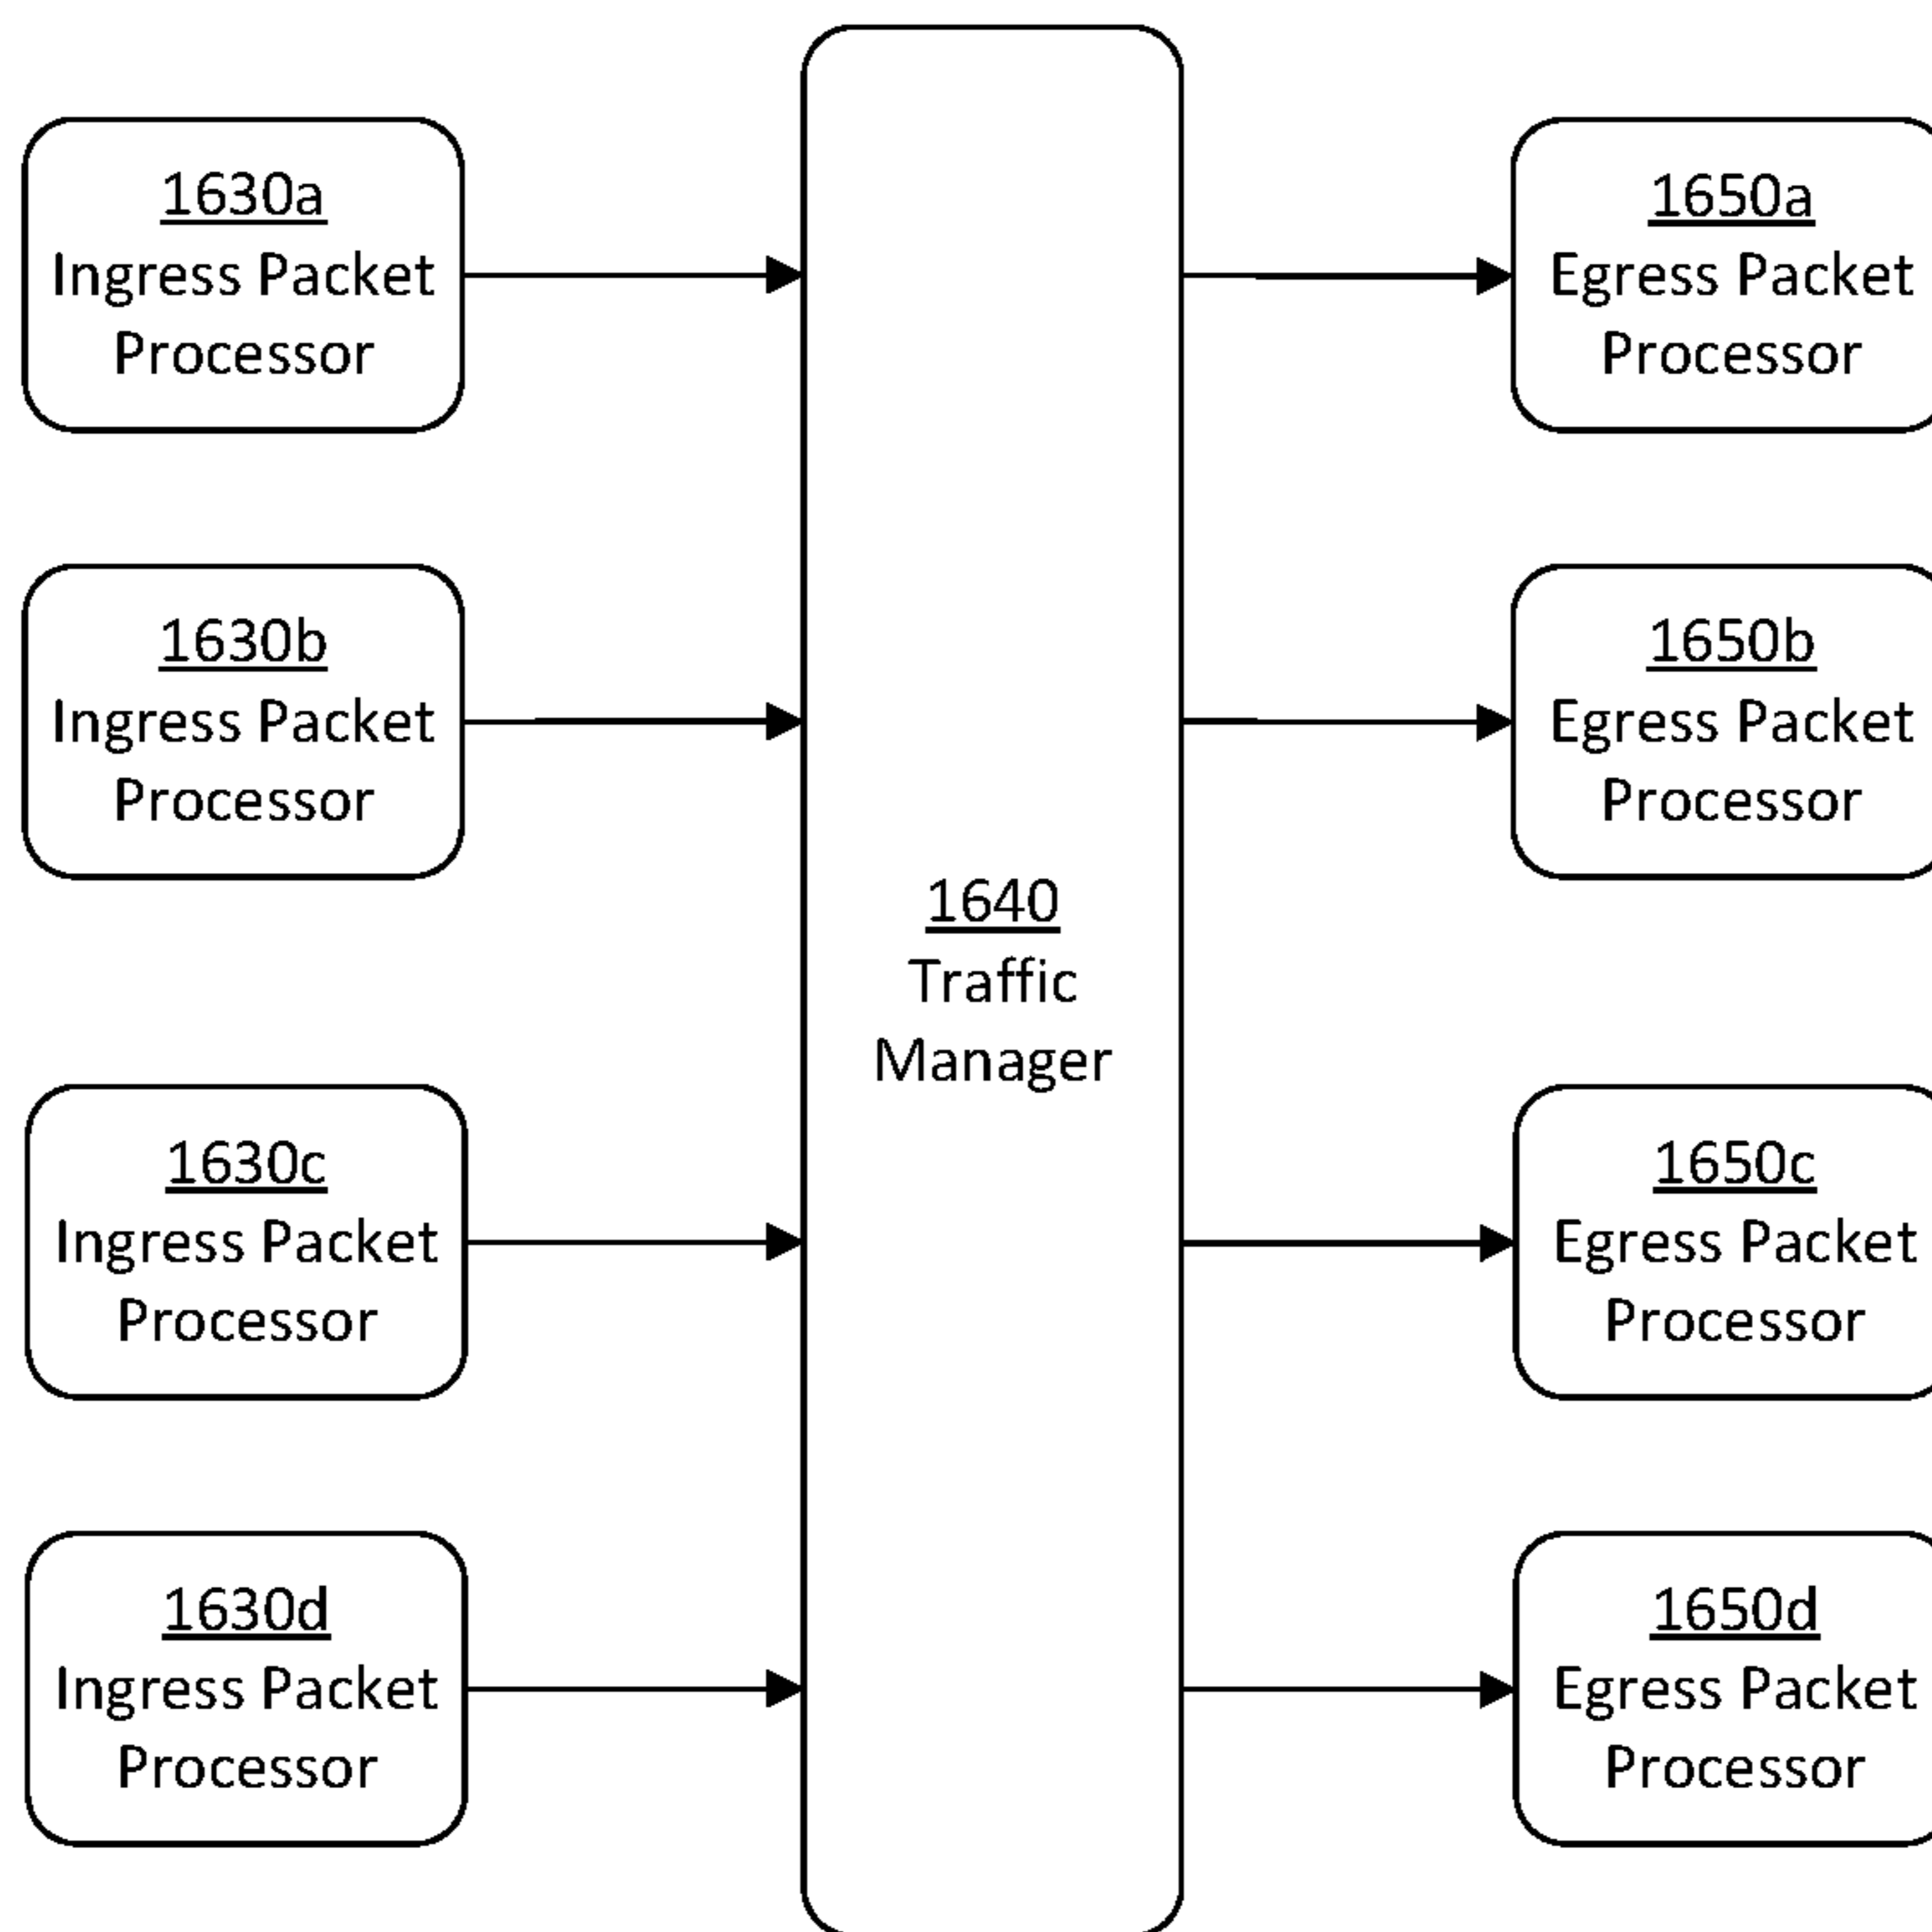 1630a
Ingress Packet
Processor
1630b
Ingress Packet
Processor
1630c
Ingress Packet
Processor
1630d
Ingress Packet
Processor
1640
Traffic
Manager
1650a
Egress Packet
Processor
1650b
Egress Packet
Processor
1650c
Egress Packet
Processor
1650d
Egress Packet
Processor